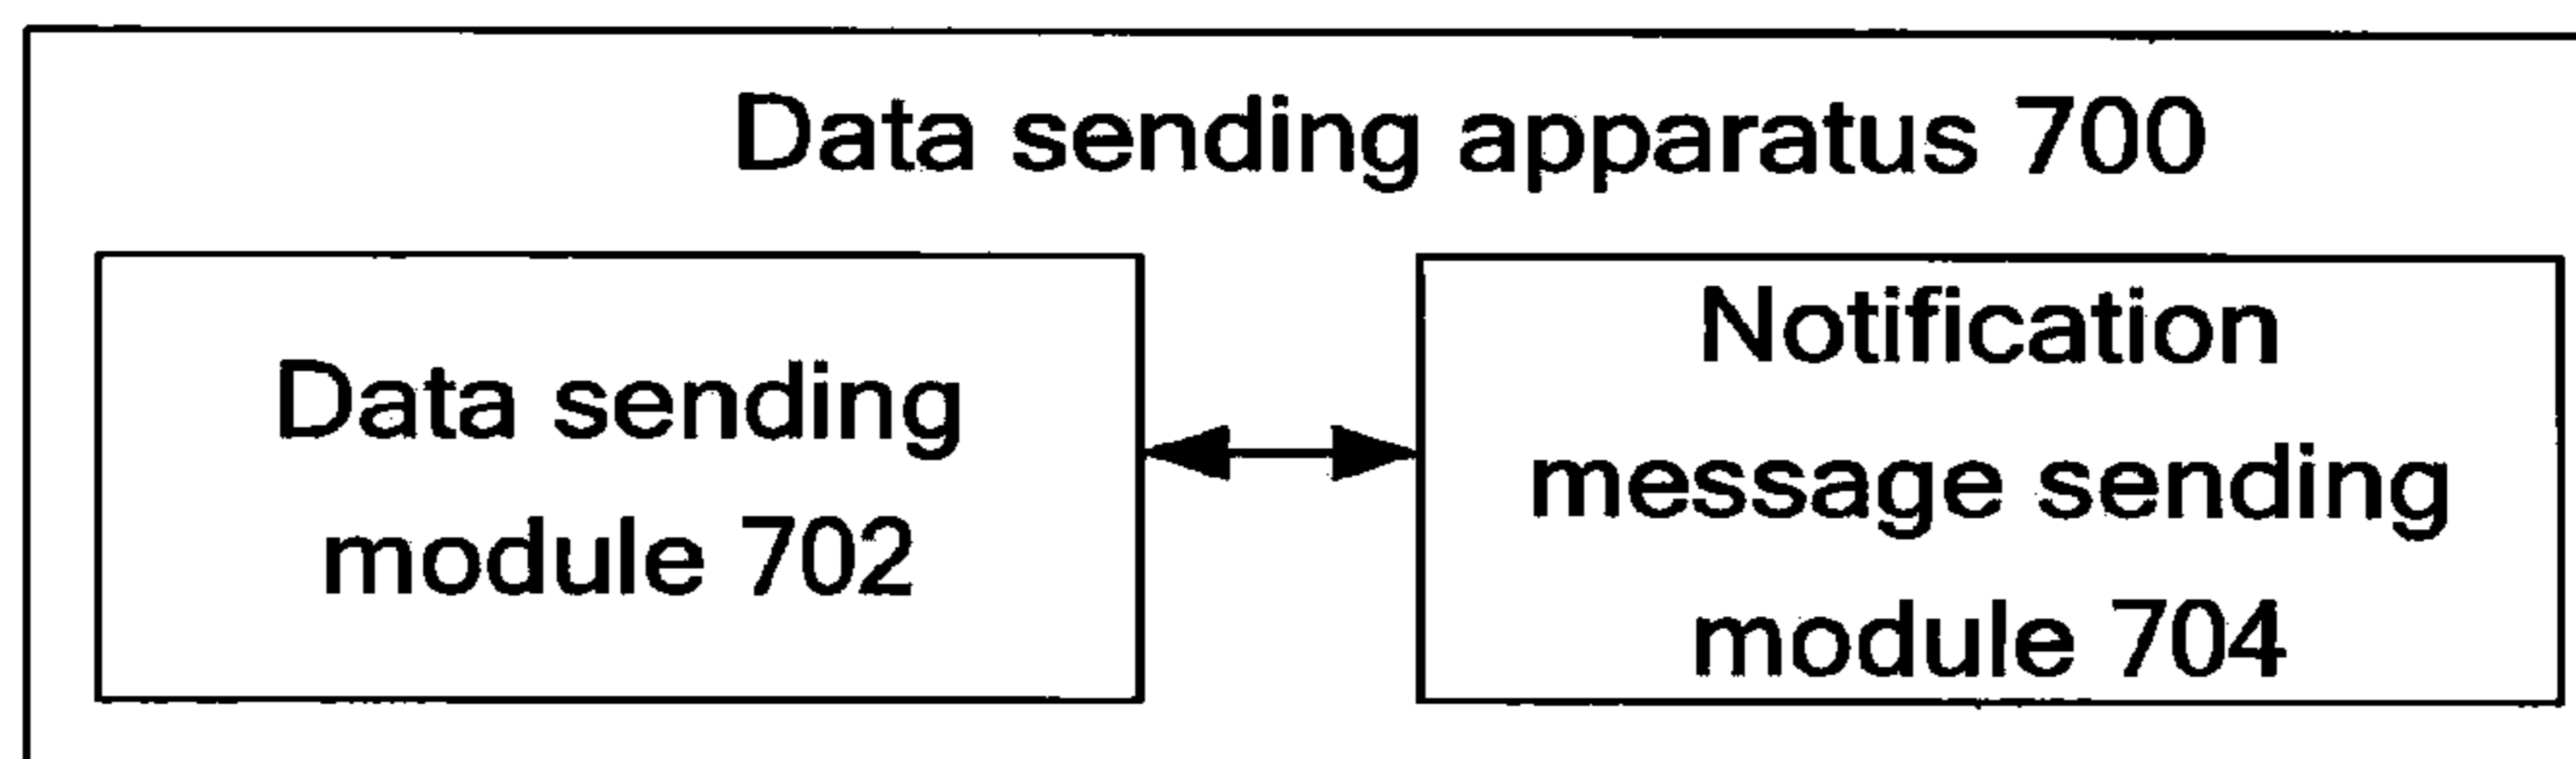 Data sending apparatus 700
Data sending
module 702
Notification
message sending
module 704